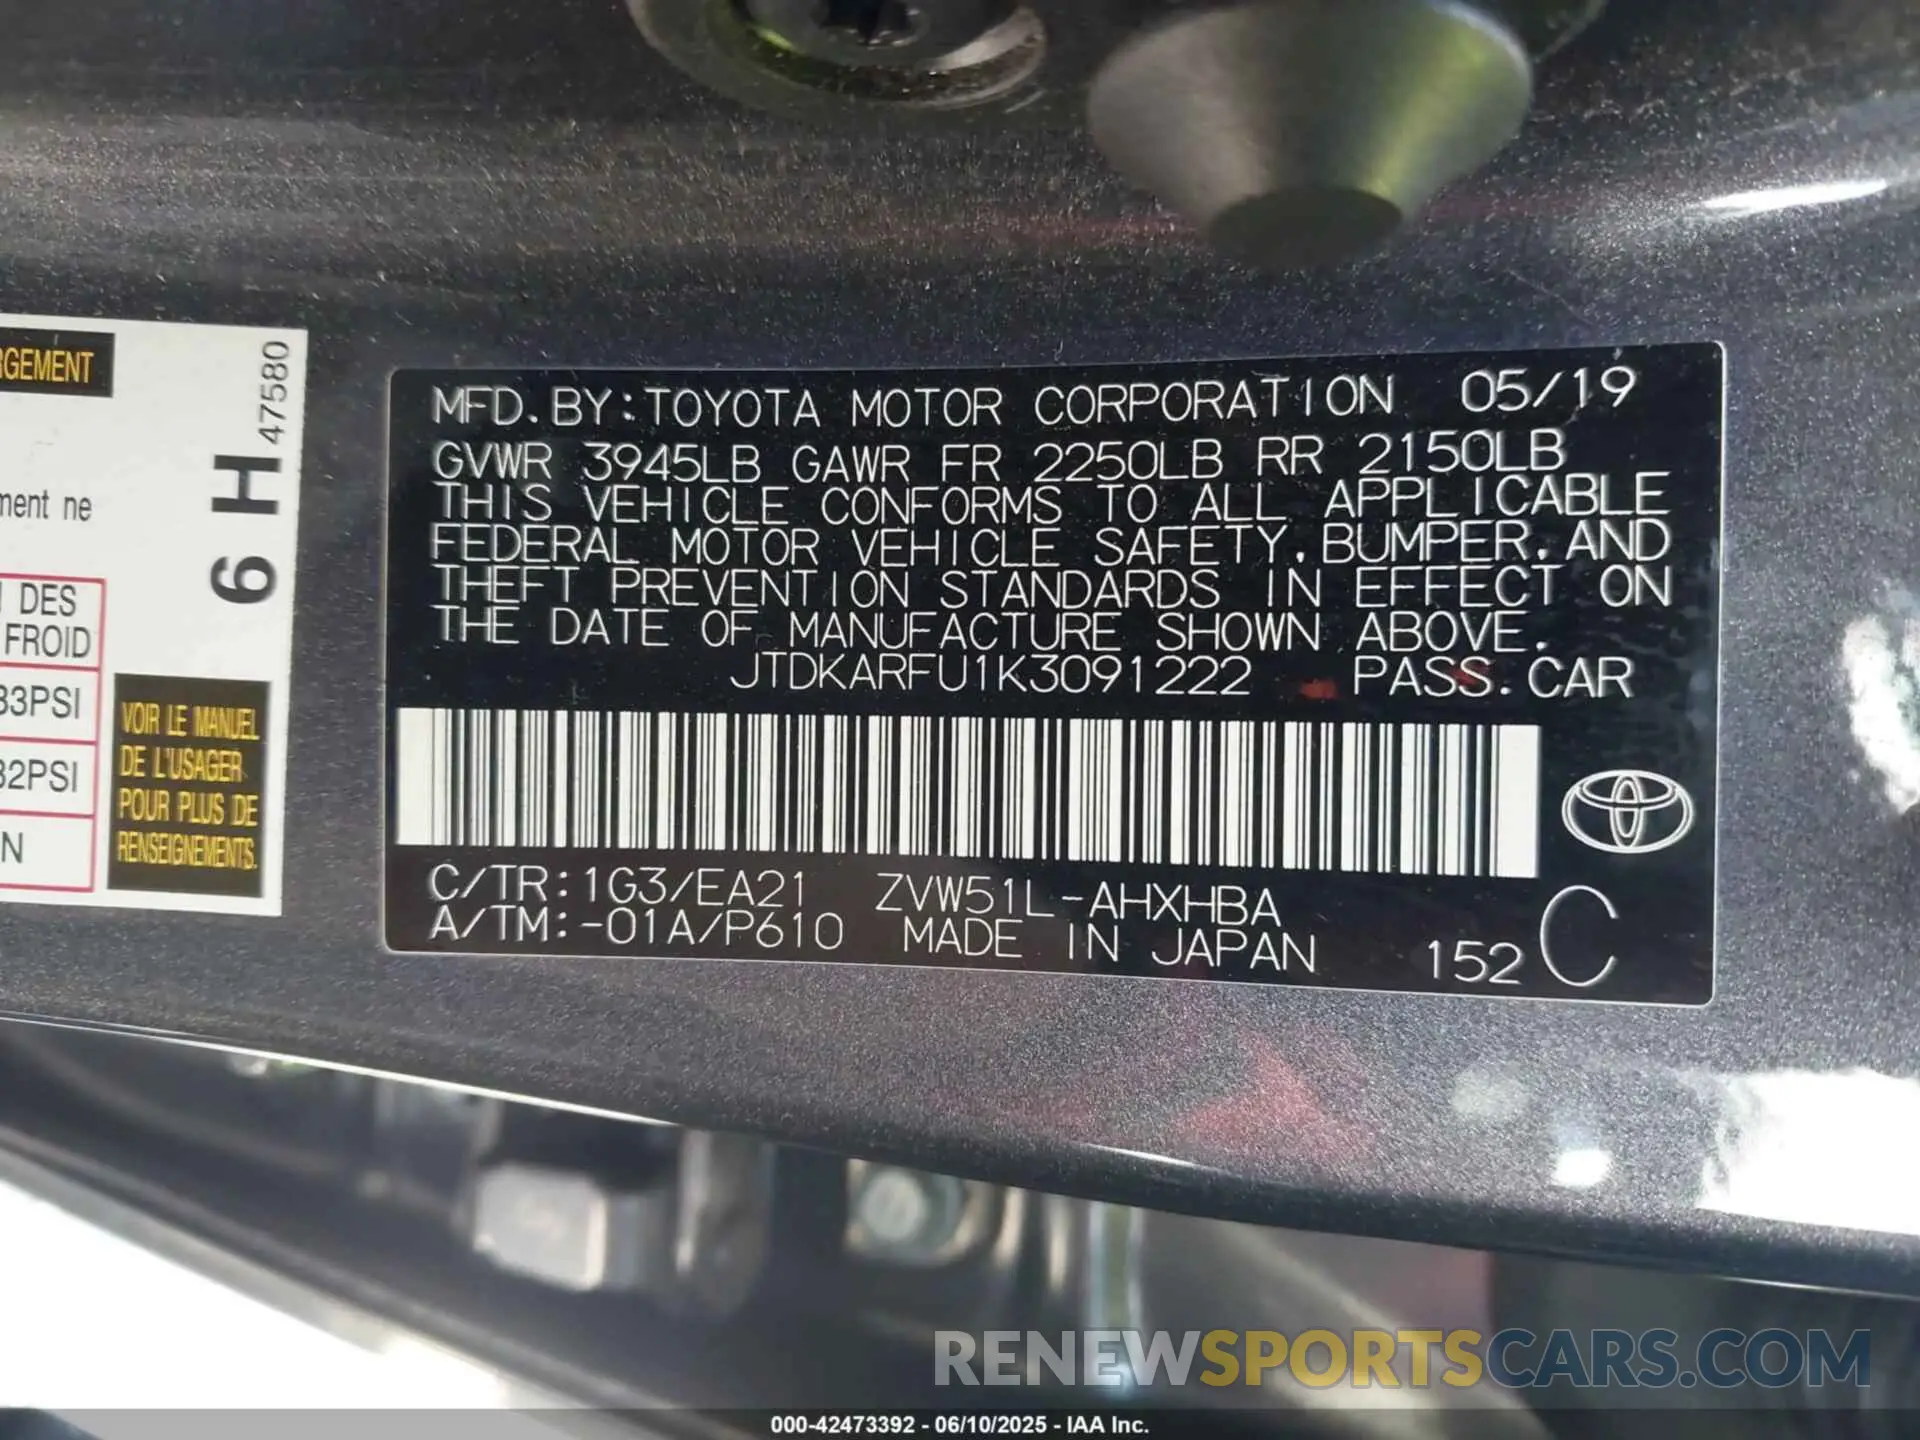 RGEMENT
ment ne
DES
FROID
33PSI
32PSI
N
6 H 47580
VOIR LE MANUEL
DE L'USAGER
POUR PLUS DE
RENSEIGNEMENTS.
MFD.BY:TOYOTA MOTOR CORPORATION 05/19
GVWR 3945LB GAWR FR 2250LB RR 2150LB
THIS VEHICLE CONFORMS TO ALL APPLICABLE
FEDERAL MOTOR VEHICLE SAFETY,BUMPER,AND
THEFT PREVENTION STANDARDS IN EFFECT ON
THE DATE OF MANUFACTURE SHOWN ABOVE.
JTDKARFU1K3091222 PASS.CAR
C/TR:1G3/EA21 ZVW51L-AHXHBA
A/TM:-01A/P610 MADE IN JAPAN 152 C
RENEWSPORTSCARS.COM
000-42473392 - 06/10/2025 - IAA Inc.